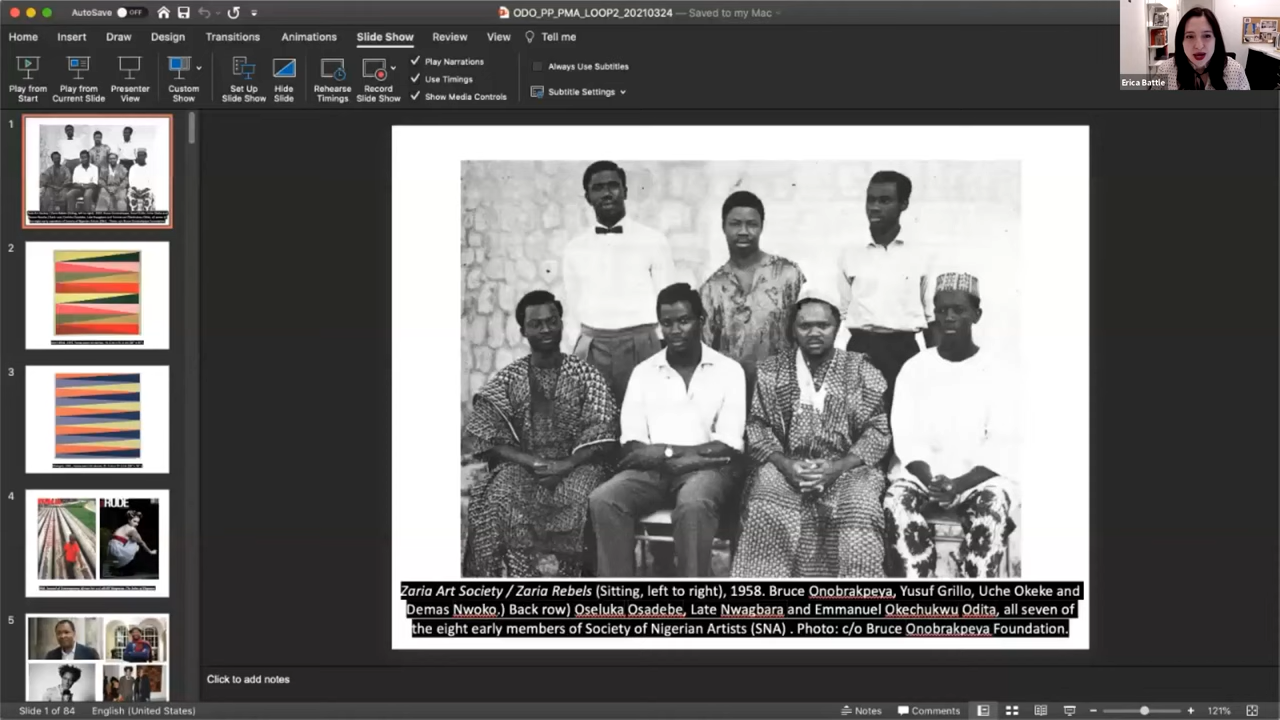 AutoSave OFF
ODO_PP_PMA_LOOP2_20210324 — Saved to my Mac
Home Insert Draw Design Transitions Animations Slide Show Review View Tell me
Play from Start
Play from Current Slide
Presenter View
Custom Show
Set Up Slide Show
Hide Slide
Rehearse Timings
Record Slide Show
Play Narrations
Use Timings
Show Media Controls
Always Use Subtitles
Subtitle Settings
Erica Battle
1
2
3
4
RUDE
5
Zaria Art Society / Zaria Rebels (Sitting, left to right), 1958. Bruce Onobrakpeya, Yusuf Grillo, Uche Okeke and
Demas Nwoko.) Back row) Oseluka Osadebe, Late Nwagbara and Emmanuel Okechukwu Odita, all seven of
the eight early members of Society of Nigerian Artists (SNA) . Photo: c/o Bruce Onobrakpeya Foundation.
Click to add notes
Slide 1 of 84 English (United States) Notes Comments 121%